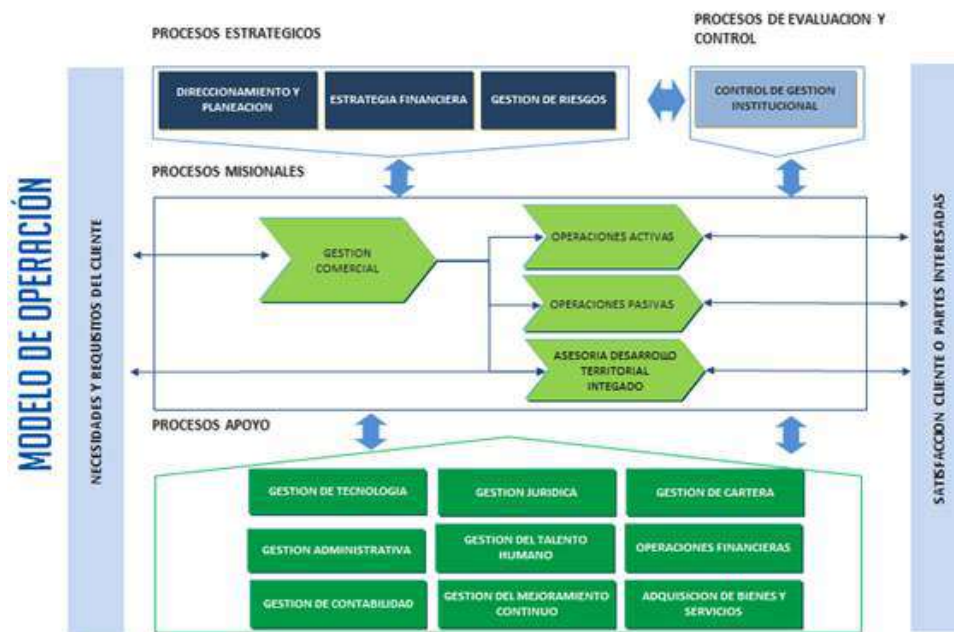 PROCESOS ESTRATEGICOS
PROCESOS DE EVALUACION Y
CONTROL
DIRECCIONAMIENTO Y
PLANEACION
ESTRATEGIA FINANCIERA
GESTION DE RIESGOS
CONTROL DE GESTION
INSTITUCIONAL
MODELO DE OPERACIÓN
NECESIDADES Y REQUISITOS DEL CLIENTE
PROCESOS MISIONALES
GESTION
COMERCIAL
OPERACIONES ACTIVAS
OPERACIONES PASIVAS
ASESORIA DESARROLLO
TERRITORIAL
INTEGADO
SATISFACCION CLIENTE O PARTES INTERESADAS
PROCESOS APOYO
GESTION DE TECNOLOGIA
GESTION JURIDICA
GESTION DE CARTERA
GESTION ADMINISTRATIVA
GESTION DEL TALENTO
HUMANO
OPERACIONES FINANCIERAS
GESTION DE CONTABILIDAD
GESTION DEL MEJORAMIENTO
CONTINUO
ADQUISICION DE BIENES Y
SERVICIOS